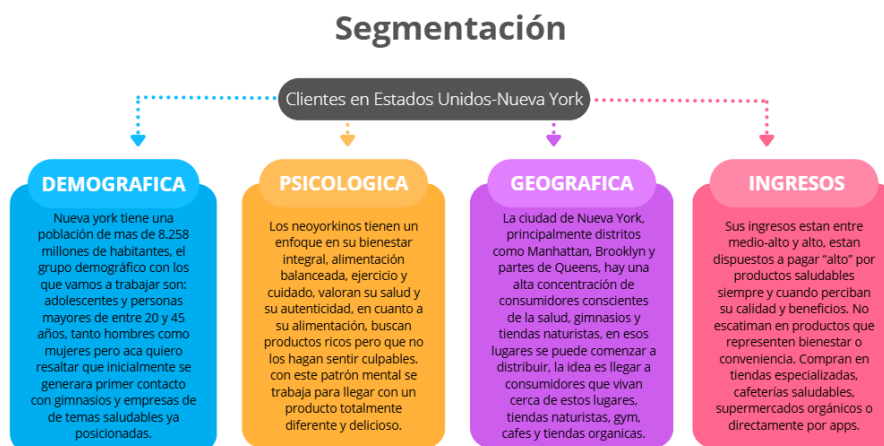 Segmentación
Clientes en Estados Unidos-Nueva York
DEMOGRAFICA
Nueva york tiene una
población de mas de 8.258
millones de habitantes, el
grupo demográfico con los
que vamos a trabajar son:
adolescentes y personas
mayores de entre 20 y 45
años, tanto hombres como
mujeres pero aca quiero
resaltar que inicialmente se
generara primer contacto
con gimnasios y empresas de
de temas saludables ya
posicionadas.
PSICOLOGICA
Los neoyorkinos tienen un
enfoque en su bienestar
integral, alimentación
balanceada, ejercicio y
cuidado, valoran su salud y
su autenticidad, en cuanto a
su alimentación, buscan
productos ricos pero que no
los hagan sentir culpables.
con este patrón mental se
trabaja para llegar con un
producto totalmente
diferente y delicioso.
GEOGRAFICA
La ciudad de Nueva York,
principalmente distritos
como Manhattan, Brooklyn y
partes de Queens, hay una
alta concentración de
consumidores conscientes
de la salud, gimnasios y
tiendas naturistas, en esos
lugares se puede comenzar a
distribuir, la idea es llegar a
consumidores que vivan
cerca de estos lugares,
tiendas naturistas, gym,
cafes y tiendas organicas.
INGRESOS
Sus ingresos estan entre
medio-alto y alto, estan
dispuestos a pagar “alto” por
productos saludables
siempre y cuando perciban
su calidad y beneficios. No
escatiman en productos que
representen bienestar o
conveniencia. Compran en
tiendas especializadas,
cafeterías saludables,
supermercados orgánicos o
directamente por apps.